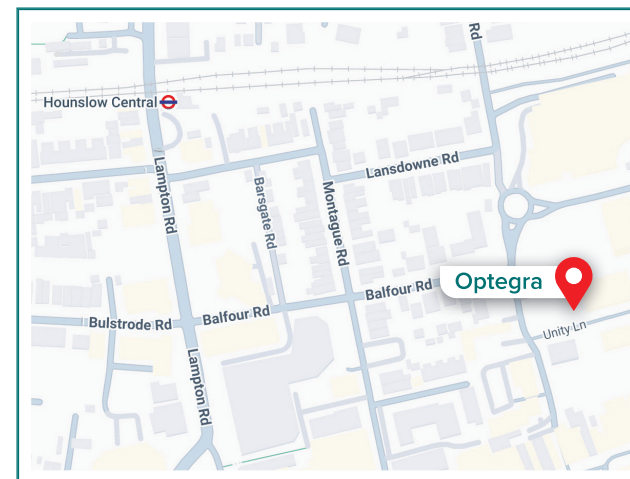 Rd
Hounslow Central
Lansdowne Rd
Lampton Rd
Barsgate Rd
Montague Rd
Optegra
Balfour Rd
Balfour Rd
Bulstrode Rd
Unity Ln
Lampton Rd